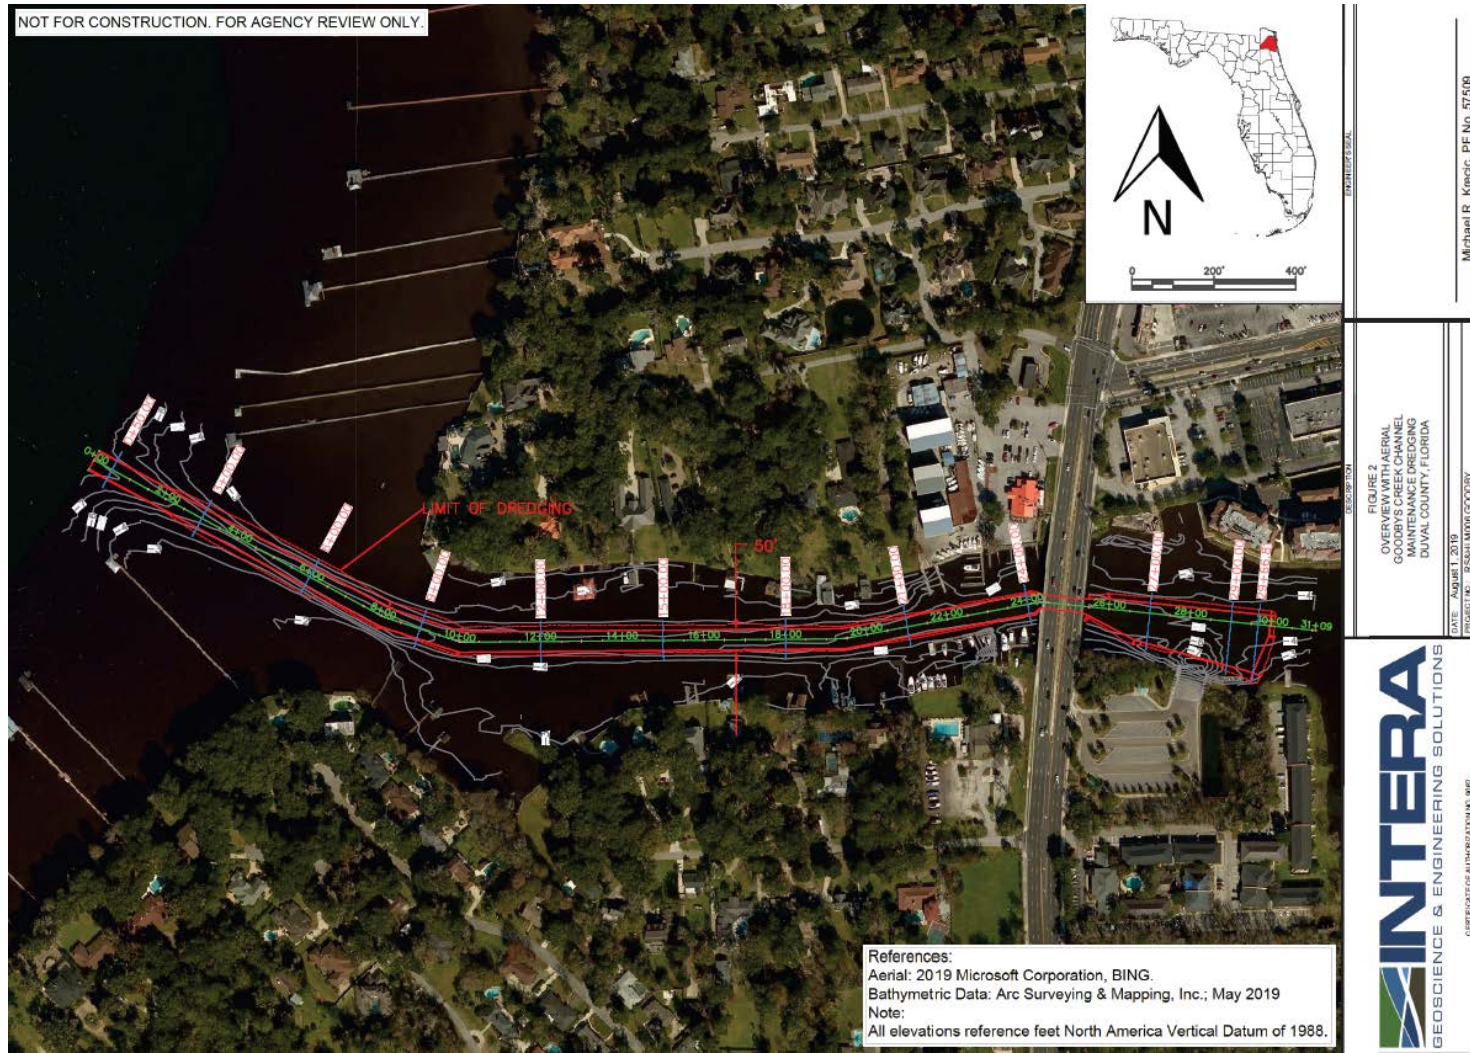 NOT FOR CONSTRUCTION. FOR AGENCY REVIEW ONLY.
N
0 200' 400'
0+00
2+00
4+00
6+00
8+00
10+00
12+00
14+00
16+00
18+00
20+00
22+00
24+00
26+00
28+00
30+00
31+09
LIMIT OF DREDGING
50'
References:
Aerial: 2019 Microsoft Corporation, BING.
Bathymetric Data: Arc Surveying & Mapping, Inc.; May 2019
Note:
All elevations reference feet North America Vertical Datum of 1988.
ENGINEER'S SEAL
Michael R. Krecic, PE No. 57509
DESCRIPTION
FIGURE 2
OVERVIEW WITH AERIAL
GOODBYS CREEK CHANNEL
MAINTENANCE DREDGING
DUVAL COUNTY, FLORIDA
DATE: August 1, 2019
INTERA
GEOSCIENCE & ENGINEERING SOLUTIONS